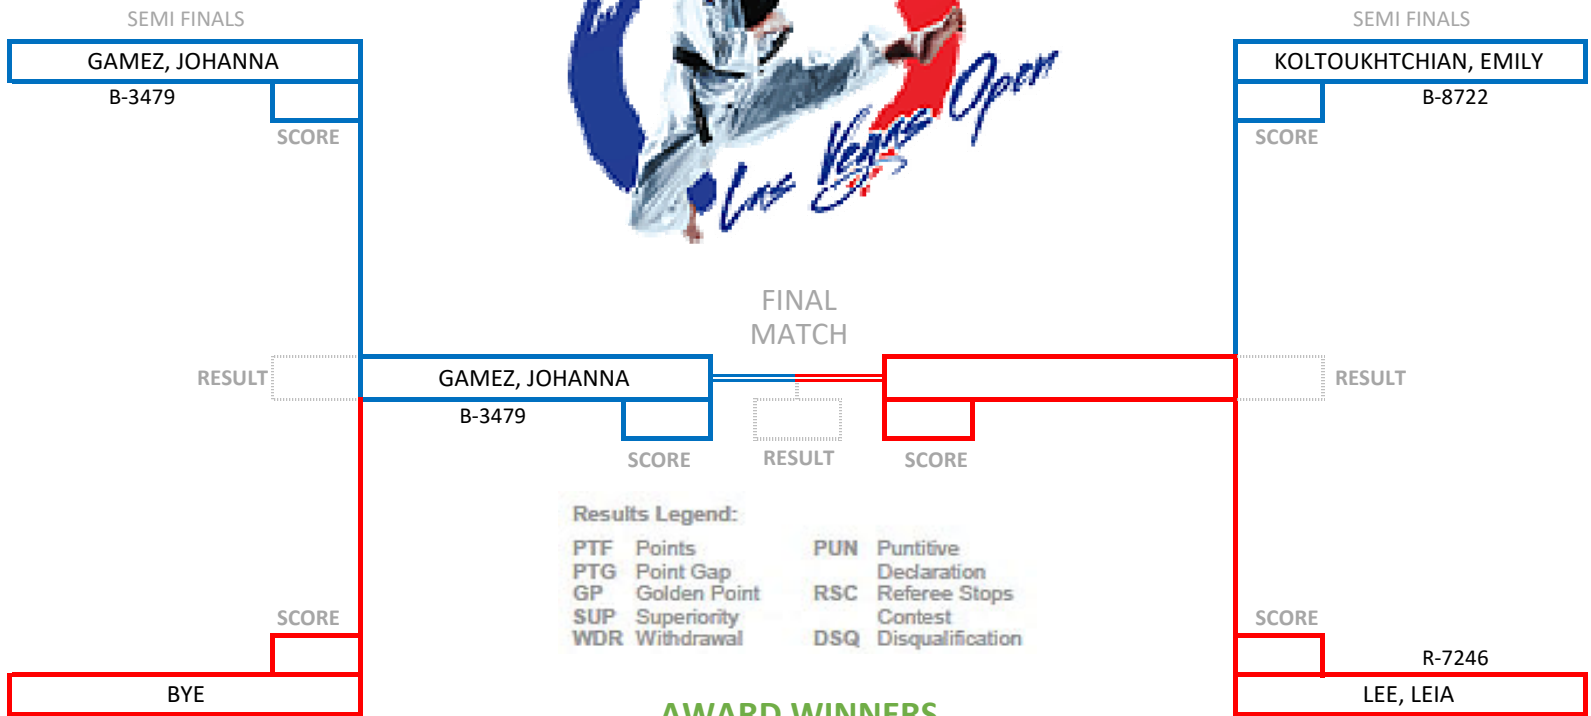 SEMI FINALS
SEMI FINALS
GAMEZ, JOHANNA
KOLTOUKHTCHIAN, EMILY
B-3479
B-8722
SCORE
SCORE
Las Vegas Open
FINAL
MATCH
RESULT
GAMEZ, JOHANNA
RESULT
B-3479
SCORE
RESULT
SCORE
Results Legend:
PTF Points
PTG Point Gap
GP Golden Point
SUP Superiority
WDR Withdrawal
PUN Puntitive
Declaration
RSC Referee Stops
Contest
DSQ Disqualification
SCORE
SCORE
R-7246
BYE
LEE, LEIA
AWARD WINNERS